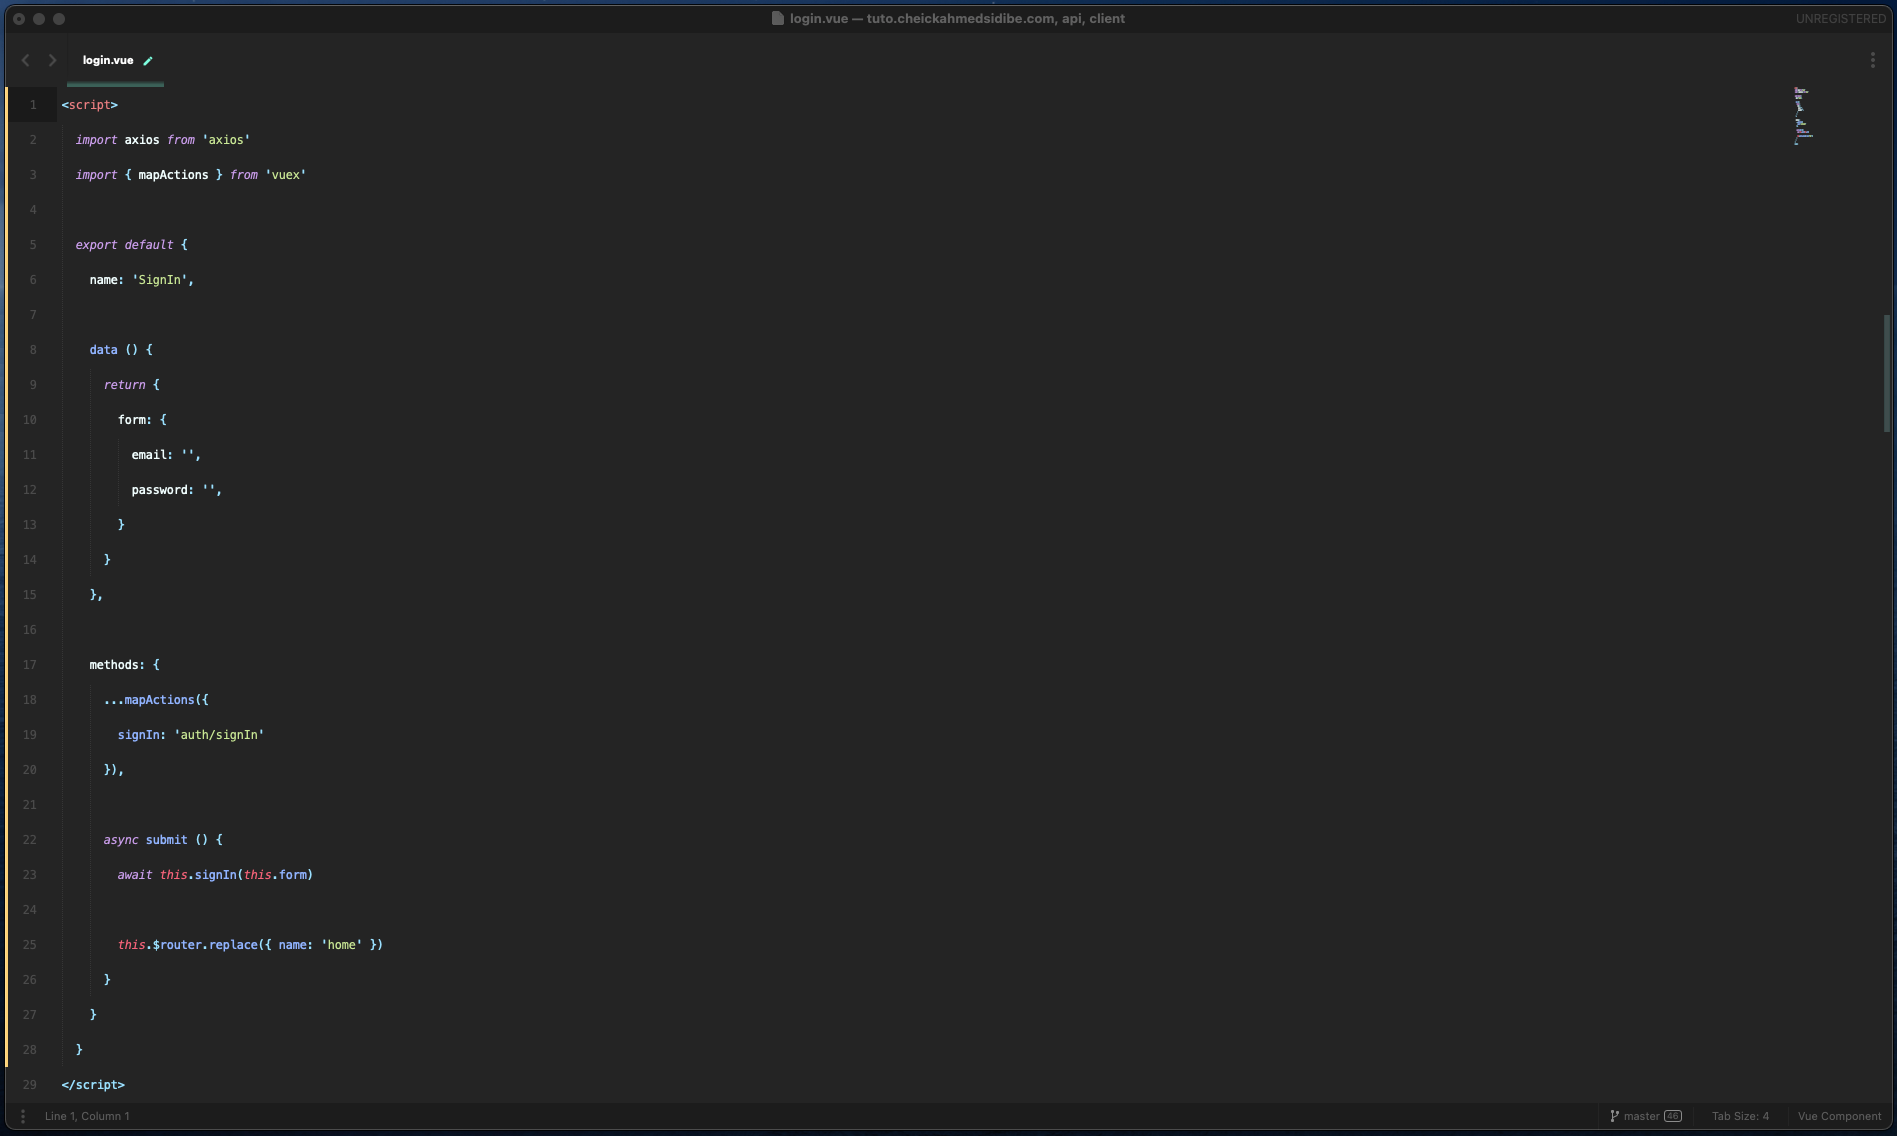 login.vue — tuto.cheickahmedsidibe.com, api, client
UNREGISTERED
login.vue
1 <script>
2 import axios from 'axios'
3 import { mapActions } from 'vuex'
4
5 export default {
6 name: 'SignIn',
7
8 data () {
9 return {
10 form: {
11 email: '',
12 password: '',
13 }
14 }
15 },
16
17 methods: {
18 ...mapActions({
19 signIn: 'auth/signIn'
20 }),
21
22 async submit () {
23 await this.signIn(this.form)
24
25 this.$router.replace({ name: 'home' })
26 }
27 }
28 }
29 </script>
Line 1, Column 1
master 46
Tab Size: 4
Vue Component